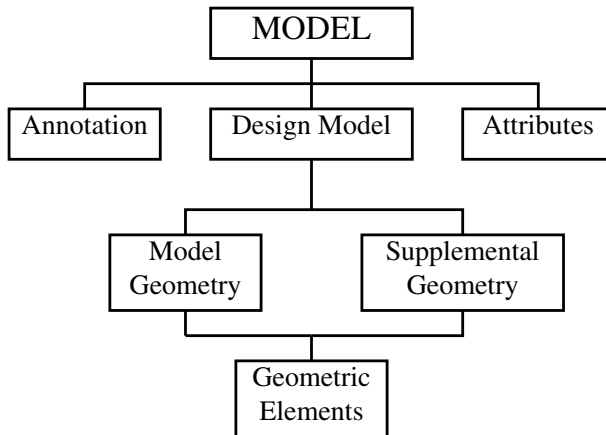 MODEL
Annotation
Design Model
Attributes
Model
Geometry
Supplemental
Geometry
Geometric
Elements